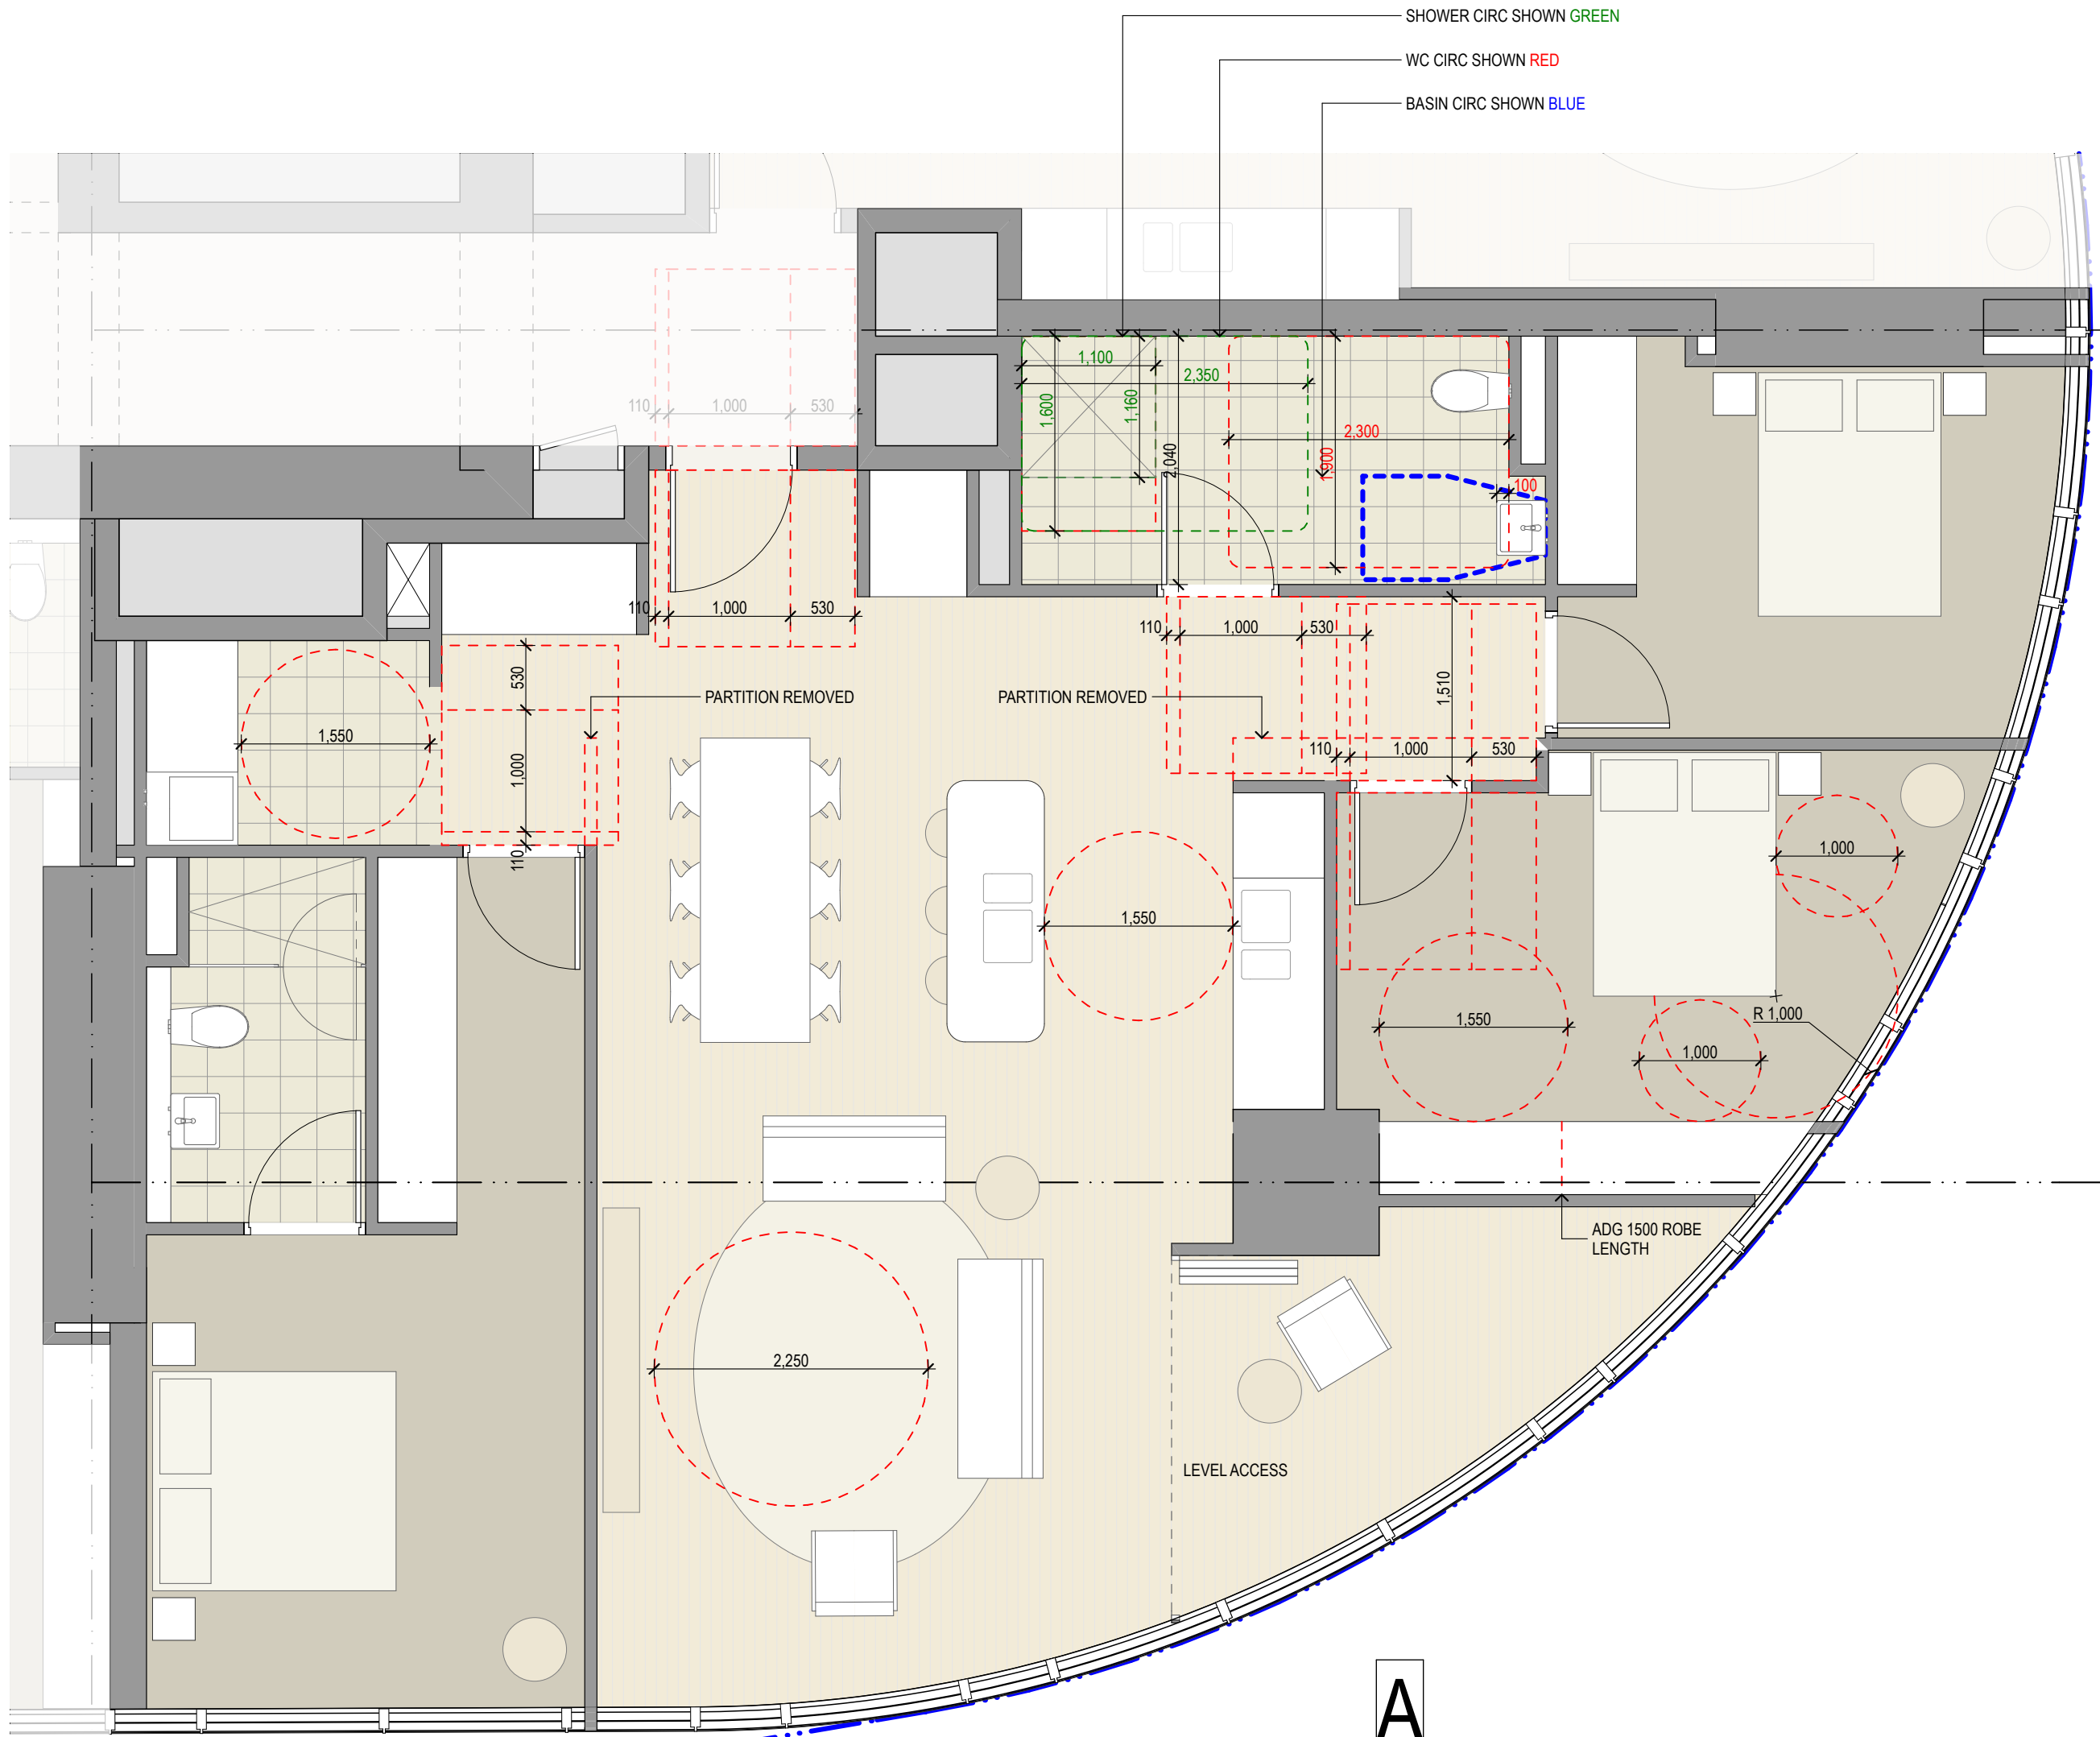 SHOWER CIRC SHOWN GREEN
WC CIRC SHOWN RED
BASIN CIRC SHOWN BLUE
1,100
2,350
1,600
1,160
2,040
2,300
1,900
100
110 1,000 530
110 1,000 530
110 1,000 530
530
1,000
110
PARTITION REMOVED
PARTITION REMOVED
1,510
1,550
110 1,000 530
1,550
1,000
1,550
R 1,000
1,000
ADG 1500 ROBE
LENGTH
2,250
LEVEL ACCESS
A